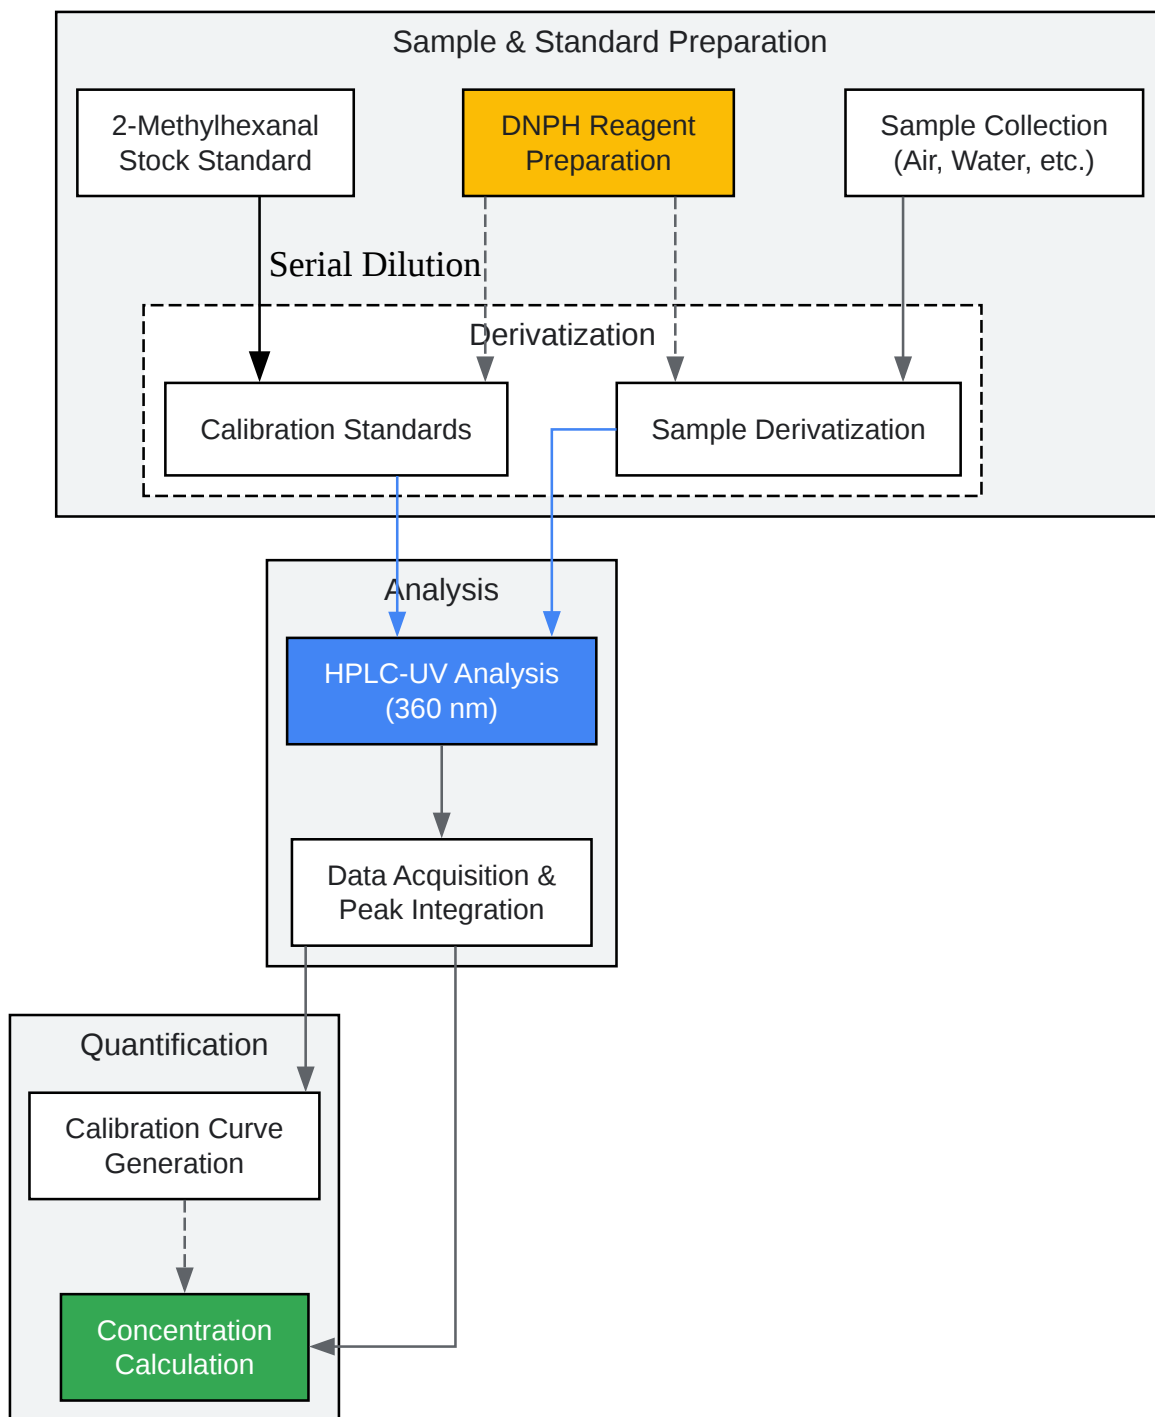 Sample & Standard Preparation
2-Methylhexanal
Stock Standard
DNPH Reagent
Preparation
Sample Collection
(Air, Water, etc.)
Serial Dilution
Derivatization
Calibration Standards
Sample Derivatization
Analysis
HPLC-UV Analysis
(360 nm)
Data Acquisition &
Peak Integration
Quantification
Calibration Curve
Generation
Concentration
Calculation